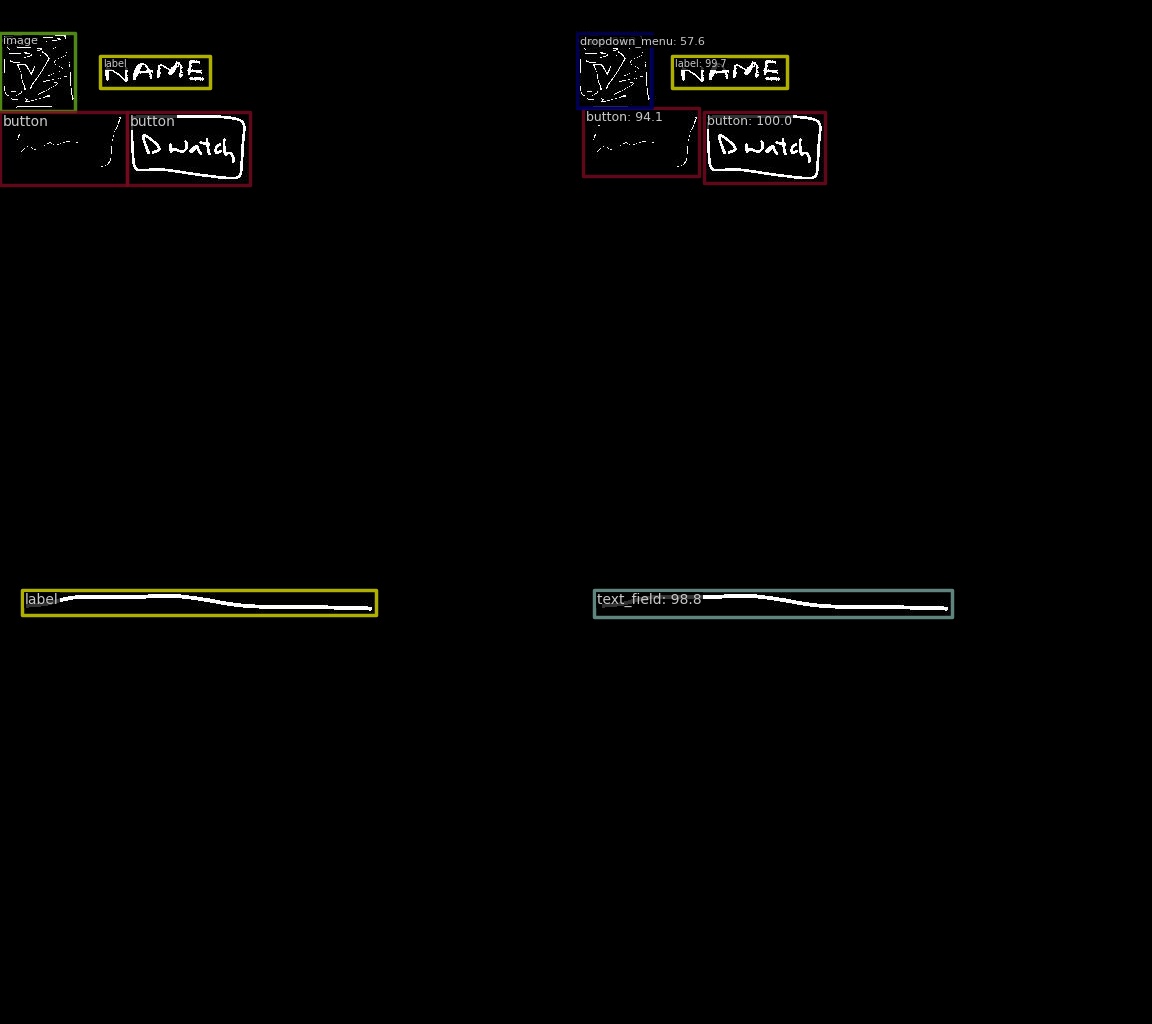 image dropdown_menu: 57.6
label label: 99.7
NAME NAME
button button button: 94.1 button: 100.0
D watch D watch
label text_field: 98.8